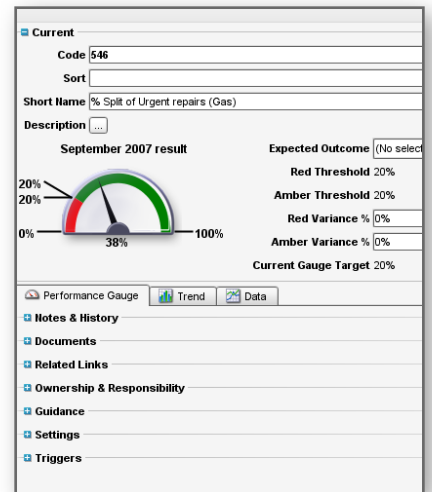 Current
Code 546
Sort
Short Name % Split of Urgent repairs (Gas)
Description ...
September 2007 result
Expected Outcome (No select
20%
20%
0%
38%
100%
Red Threshold 20%
Amber Threshold 20%
Red Variance % 0%
Amber Variance % 0%
Current Gauge Target 20%
Performance Gauge Trend Data
Notes & History
Documents
Related Links
Ownership & Responsibility
Guidance
Settings
Triggers